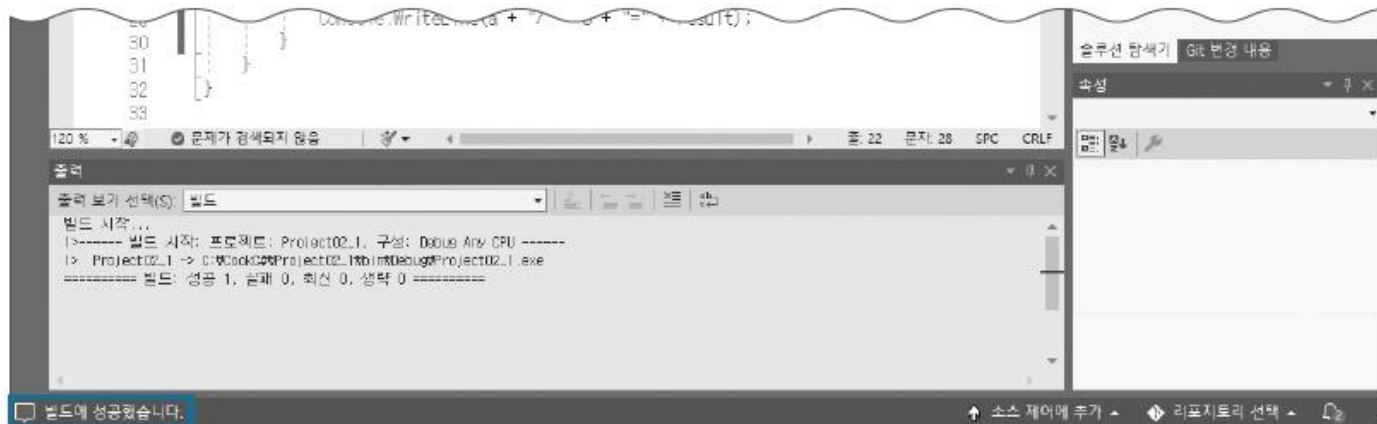 Console.WriteLine(a + "/" + b + "=" + result);
30 }
31 }
32 }
33
솔루션 탐색기 Git 변경 내용
속성
120 % 문제가 검색되지 않음 줄: 22 문자: 28 SPC CRLF
출력
출력 보기 선택(S): 빌드
빌드 시작...
1>------ 빌드 시작: 프로젝트: Project02_1, 구성: Debug Any CPU ------
1> Project02_1 -> C:\CookC#\Project02_1\bin\Debug\Project02_1.exe
========== 빌드: 성공 1, 실패 0, 최신 0, 생략 0 ==========
빌드에 성공했습니다. 소스 제어에 추가 리포지토리 선택 2